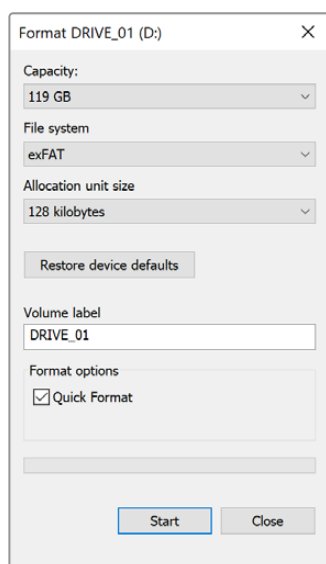 Format DRIVE_01 (D:)
Capacity:
119 GB
File system
exFAT
Allocation unit size
128 kilobytes
Restore device defaults
Volume label
DRIVE_01
Format options
Quick Format
Start Close